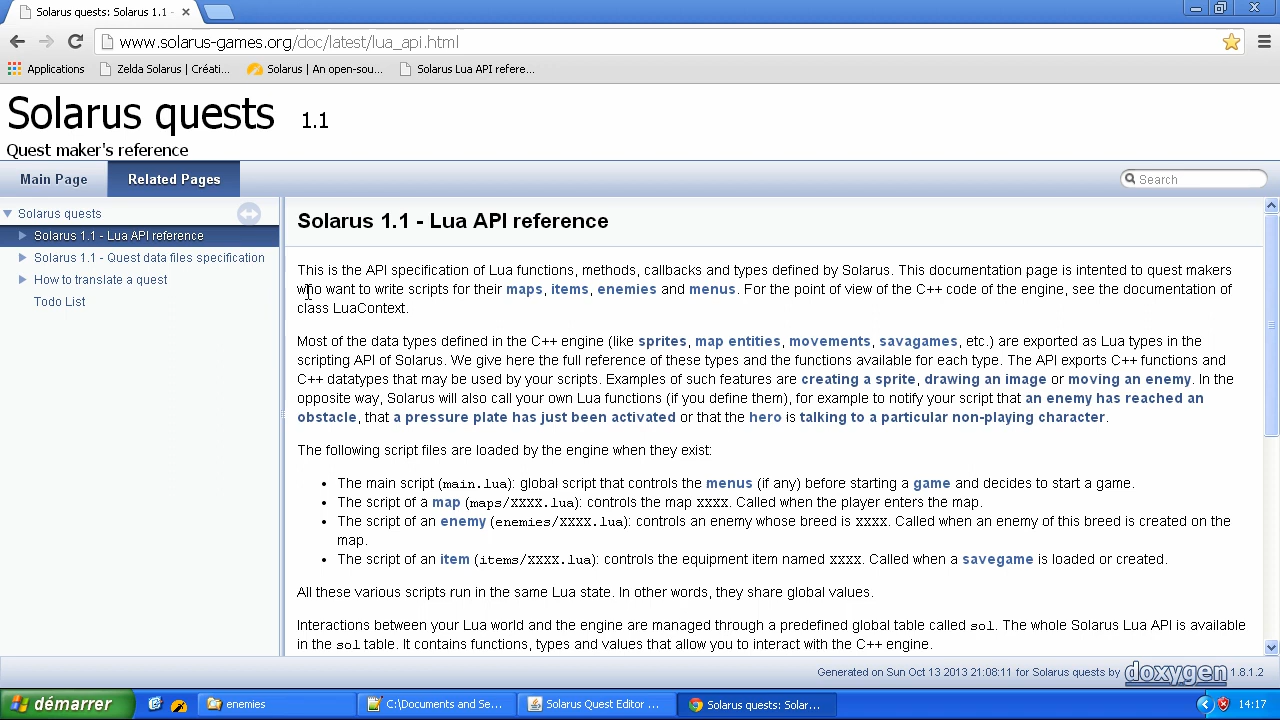 Solarus quests: Solarus 1.1 -
www.solarus-games.org/doc/latest/lua_api.html
Applications Zelda Solarus | Créati... Solarus | An open-sou... Solarus Lua API refere...
Solarus quests 1.1
Quest maker's reference
Main Page Related Pages Search
Solarus quests
Solarus 1.1 - Lua API reference
Solarus 1.1 - Quest data files specification
How to translate a quest
Todo List
Solarus 1.1 - Lua API reference
This is the API specification of Lua functions, methods, callbacks and types defined by Solarus. This documentation page is intented to quest makers
who want to write scripts for their maps, items, enemies and menus. For the point of view of the C++ code of the engine, see the documentation of
class LuaContext.
Most of the data types defined in the C++ engine (like sprites, map entities, movements, savagames, etc.) are exported as Lua types in the
scripting API of Solarus. We give here the full reference of these types and the functions available for each type. The API exports C++ functions and
C++ datatypes that may be used by your scripts. Examples of such features are creating a sprite, drawing an image or moving an enemy. In the
opposite way, Solarus will also call your own Lua functions (if you define them), for example to notify your script that an enemy has reached an
obstacle, that a pressure plate has just been activated or that the hero is talking to a particular non-playing character.
The following script files are loaded by the engine when they exist:
• The main script (main.lua): global script that controls the menus (if any) before starting a game and decides to start a game.
• The script of a map (maps/XXXX.lua): controls the map XXXX. Called when the player enters the map.
• The script of an enemy (enemies/XXXX.lua): controls an enemy whose breed is XXXX. Called when an enemy of this breed is created on the
map.
• The script of an item (items/XXXX.lua): controls the equipment item named XXXX. Called when a savegame is loaded or created.
All these various scripts run in the same Lua state. In other words, they share global values.
Interactions between your Lua world and the engine are managed through a predefined global table called sol. The whole Solarus Lua API is available
in the sol table. It contains functions, types and values that allow you to interact with the C++ engine.
Generated on Sun Oct 13 2013 21:08:11 for Solarus quests by doxygen 1.8.1.2
démarrer enemies C:\Documents and Se... Solarus Quest Editor ... Solarus quests: Solar... 14:17